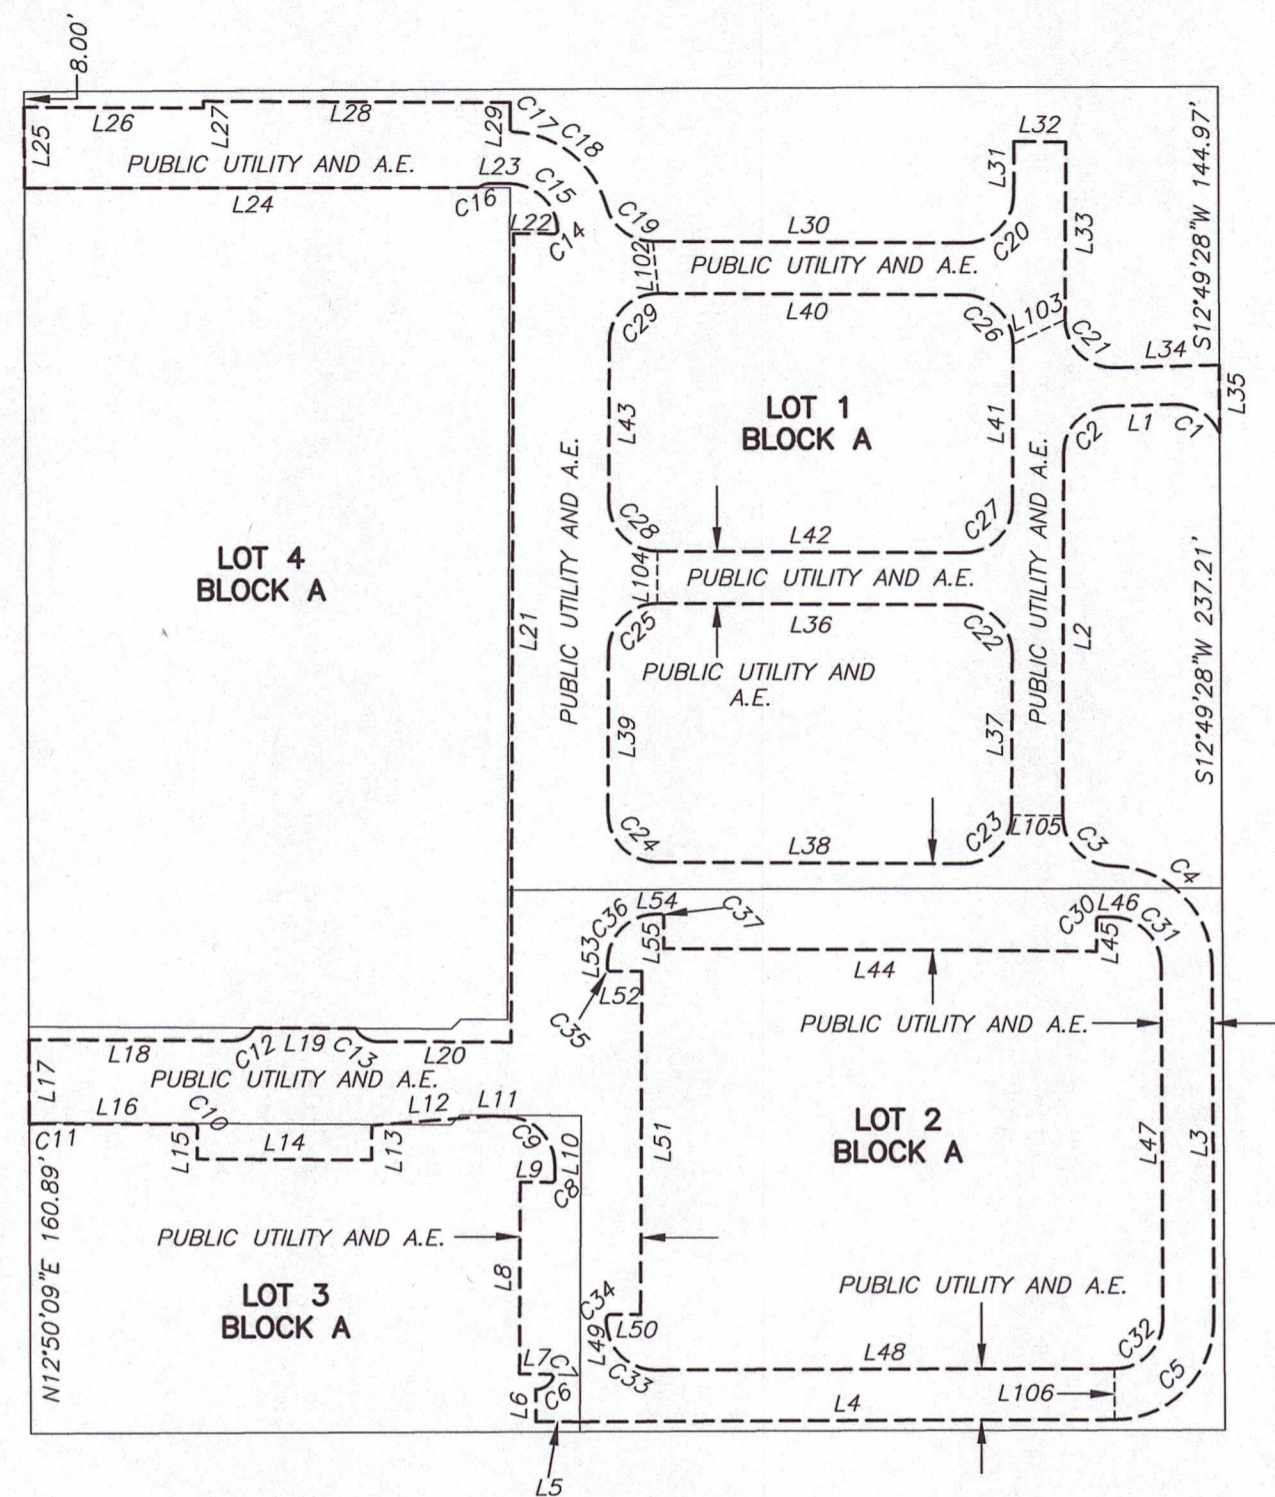 8.00'
L25
L26
L27
L28
L29
C17
C18
PUBLIC UTILITY AND A.E.
L23
C15
C16
L24
L22
C14
C19
L102
L30
PUBLIC UTILITY AND A.E.
C20
L31
L32
L33
S12°49'28"W 144.97'
L103
C21
L34
L35
C29
L40
C26
L43
LOT 1
BLOCK A
L41
C2
L1
C1
PUBLIC UTILITY AND A.E.
PUBLIC UTILITY AND A.E.
C28
L42
C27
L104
PUBLIC UTILITY AND A.E.
LOT 4
BLOCK A
L21
C25
L36
C22
PUBLIC UTILITY AND
A.E.
L2
S12°49'28"W 237.21'
L39
L37
C24
L38
C23
L105
C3
C4
L54
C37
C36
L53
L55
L52
C35
L44
C30
L46
L45
C31
PUBLIC UTILITY AND A.E.
L18
C12
L19
C13
L20
PUBLIC UTILITY AND A.E.
L17
C11
L16
C10
L15
L14
L13
L12
L11
C9
L10
L9
C8
L51
LOT 2
BLOCK A
L47
L3
N12°50'09"E 160.89'
PUBLIC UTILITY AND A.E.
L8
LOT 3
BLOCK A
PUBLIC UTILITY AND A.E.
C34
L50
L49
C33
L48
C32
C5
L7
C7
L6
C6
L106
L4
L5